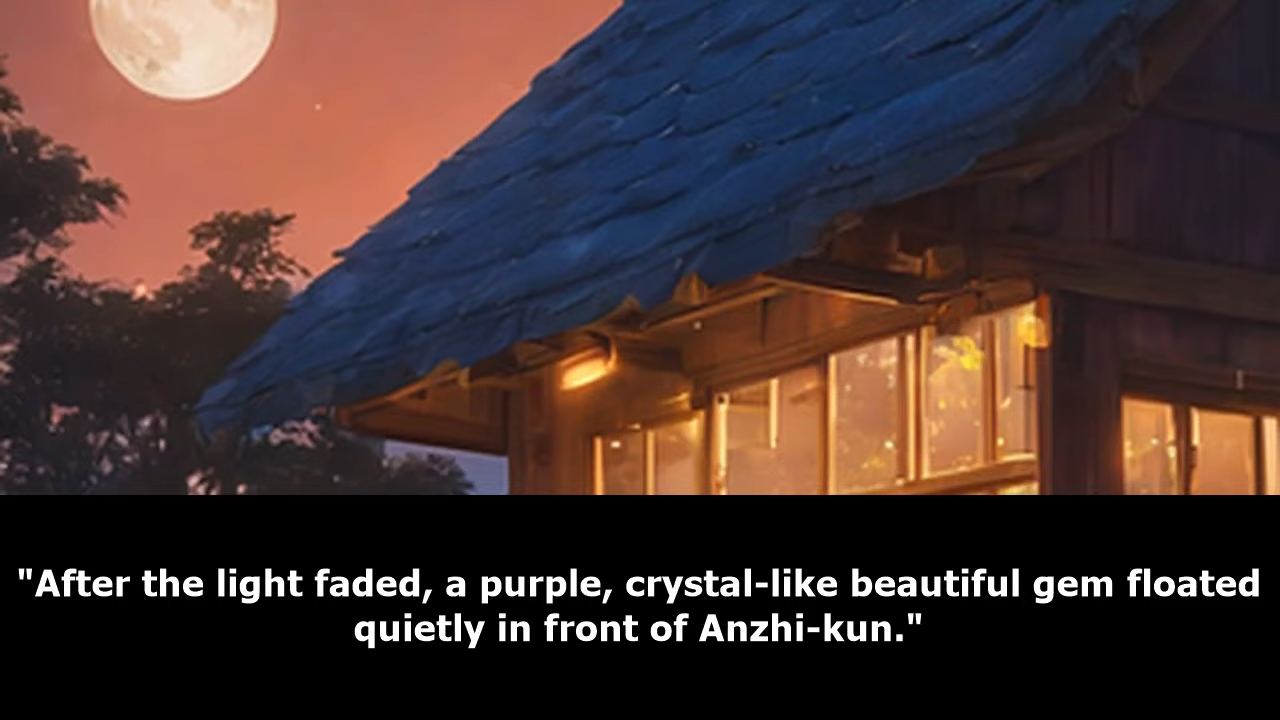 "After the light faded, a purple, crystal-like beautiful gem floated
quietly in front of Anzhi-kun."